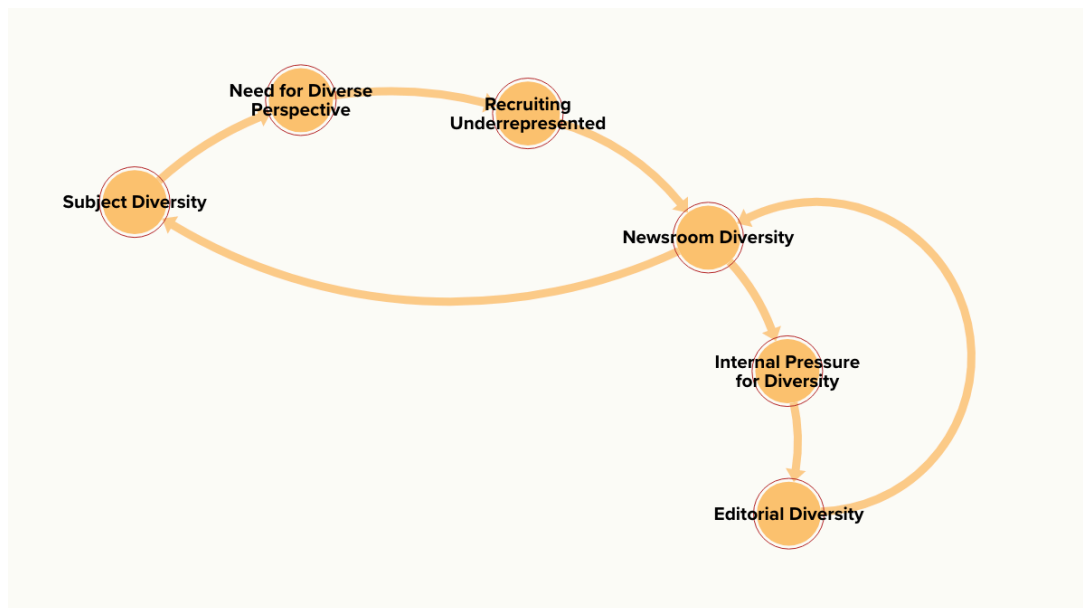 Need for Diverse
Perspective
Recruiting
Underrepresented
Subject Diversity
Newsroom Diversity
Internal Pressure
for Diversity
Editorial Diversity